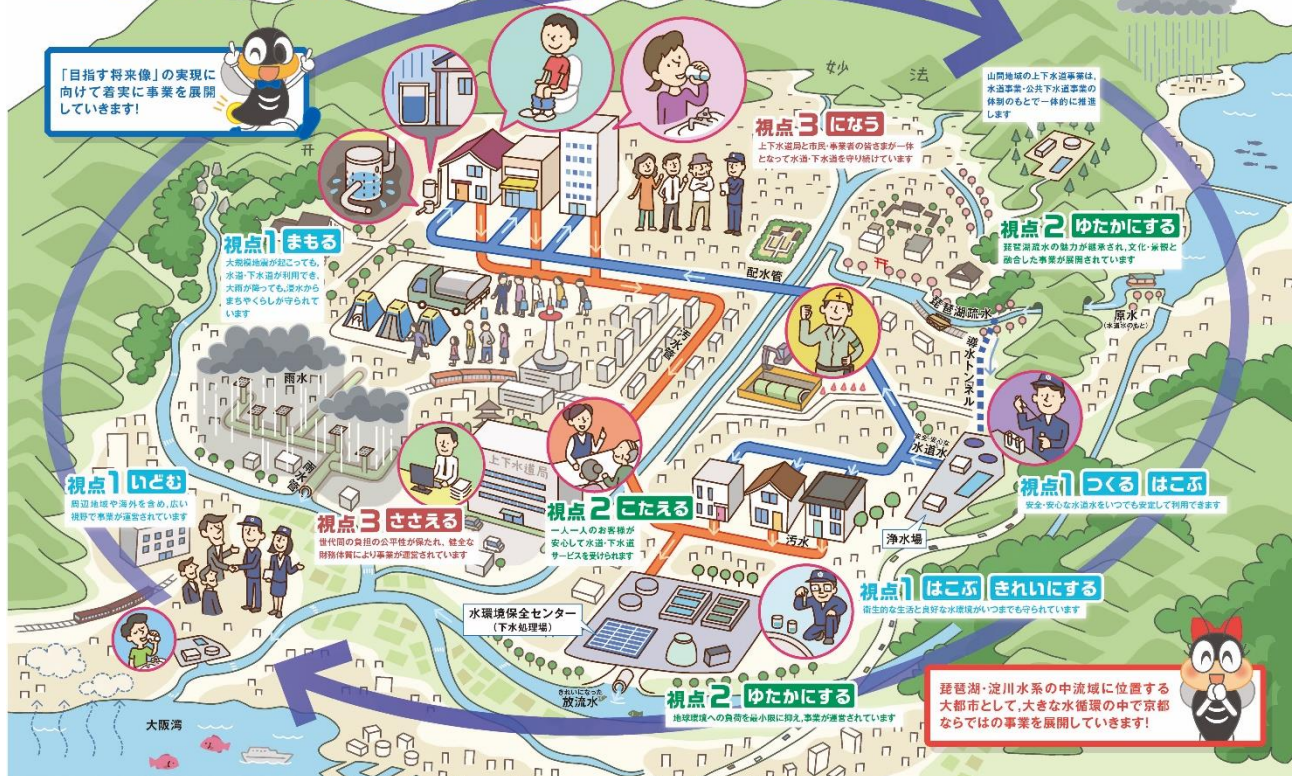 「目指す将来像」の実現に
向けて着実に事業を展開
していきます!
妙
法
山間地域の上下水道事業は、
水道事業・公共下水道事業の
体制のもとで一体的に推進
します
視点3 になう
上下水道局と市民・事業者の皆さまが一体
となって水道・下水道を守り続けています
視点1 まもる
大規模地震が起こっても、
水道・下水道が利用でき、
大雨が降っても、浸水から
まちやくらしが守られて
います
視点2 ゆたかにする
琵琶湖疏水の魅力が継承され、文化・景観と
融合した事業が展開されています
配水管
琵琶湖疏水
原水
(水道水のもと)
汚水管
導水トンネル
雨水
雨水管
安全・安心な
水道水
上下水道局
視点1 いどむ
周辺地域や海外を含め、広い
視野で事業が運営されています
視点3 ささえる
世代間の負担の公平性が保たれ、健全な
財務体質により事業が運営されています
視点2 こたえる
一人一人のお客様が
安心して水道・下水道
サービスを受けられます
視点1 つくる はこぶ
安全・安心な水道水をいつでも安定して利用できます
汚水
浄水場
視点1 はこぶ きれいにする
衛生的な生活と良好な水環境がいつまでも守られています
水環境保全センター
(下水処理場)
きれいになった
放流水
視点2 ゆたかにする
地球環境への負荷を最小限に抑え、事業が運営されています
大阪湾
琵琶湖・淀川水系の中流域に位置する
大都市として、大きな水循環の中で京都
ならではの事業を展開していきます!